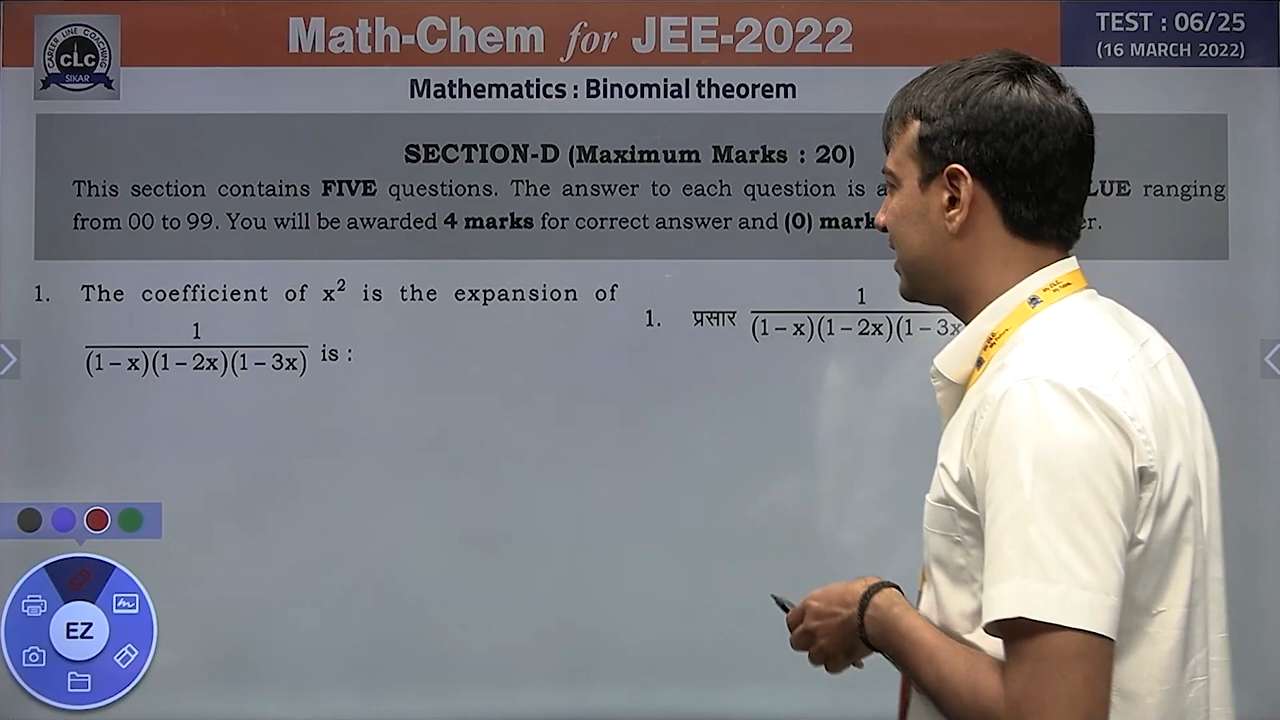 CAREER LINE COACHING
CLC
SIKAR
Math-Chem for JEE-2022
TEST : 06/25
(16 MARCH 2022)
Mathematics : Binomial theorem
SECTION-D (Maximum Marks : 20)
This section contains FIVE questions. The answer to each question is a LUE ranging
from 00 to 99. You will be awarded 4 marks for correct answer and (0) mark er.
1. The coefficient of x² is the expansion of
1
(1 – x)(1 – 2x)(1 – 3x) is :
1. प्रसार 1
(1 – x)(1 – 2x)(1 – 3x
EZ